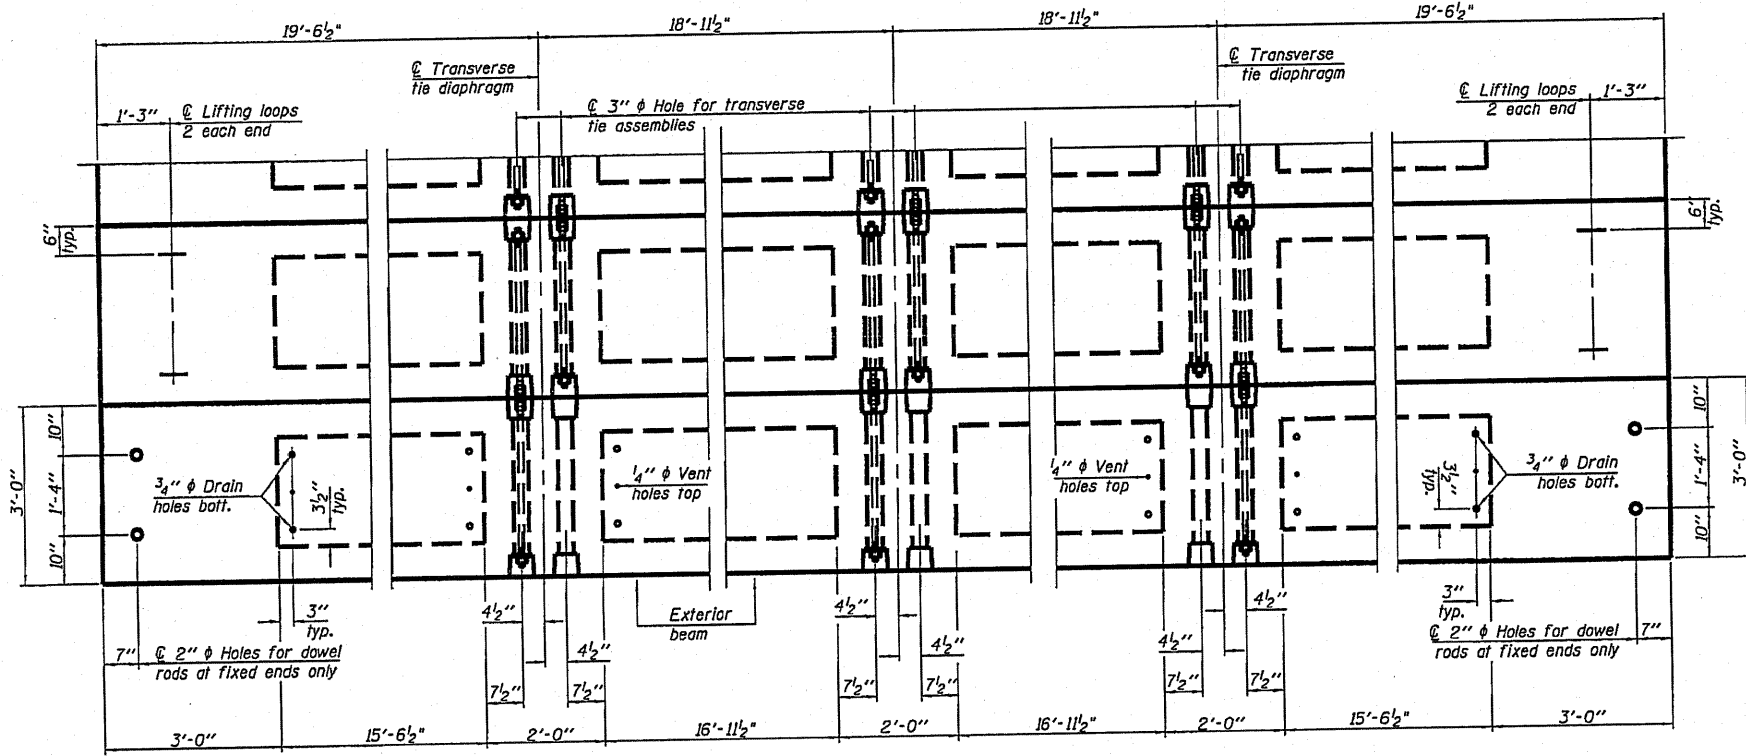 19'-6½"
18'-11½"
18'-11½"
19'-6½"
℄ Transverse
tie diaphragm
℄ Transverse
tie diaphragm
1'-3"
℄ Lifting loops
2 each end
℄ 3" ϕ Hole for transverse
tie assemblies
℄ Lifting loops
2 each end
1'-3"
6"
typ.
6"
typ.
3'-0"
10"
1'-4"
10"
¾" ϕ Drain
holes bott.
3½"
typ.
¼" ϕ Vent
holes top
¼" ϕ Vent
holes top
3½"
typ.
¾" ϕ Drain
holes bott.
10"
1'-4"
10"
3'-0"
3"
typ.
4½"
4½"
Exterior
beam
4½"
4½"
4½"
4½"
3"
typ.
7"
℄ 2" ϕ Holes for dowel
rods at fixed ends only
℄ 2" ϕ Holes for dowel
rods at fixed ends only
7"
7½"
7½"
7½"
7½"
7½"
7½"
3'-0"
15'-6½"
2'-0"
16'-11½"
2'-0"
16'-11½"
2'-0"
15'-6½"
3'-0"